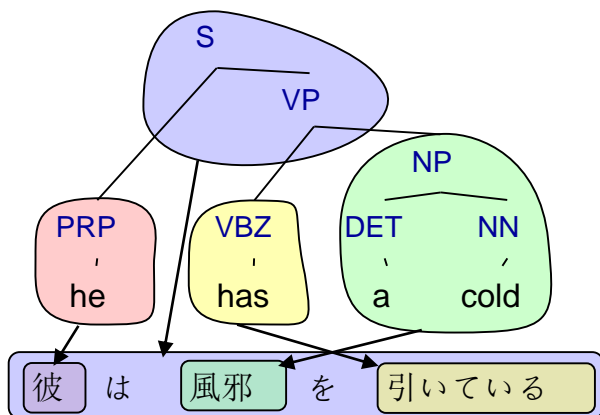 S
VP
NP
PRP VBZ DET NN
he has a cold
彼 は 風邪 を 引いている